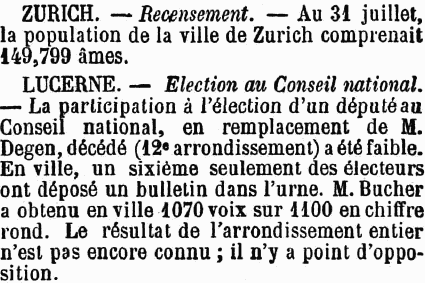 ZURICH. — Recensement. — Au 31 juillet,
la population de la ville de Zurich comprenait
149,799 âmes.
LUCERNE. — Election au Conseil national.
— La participation à l'élection d'un député au
Conseil national, en remplacement de M.
Degen, décédé (12e arrondissement) a été faible.
En ville, un sixième seulement des électeurs
ont déposé un bulletin dans l'urne. M. Bucher
a obtenu en ville 1070 voix sur 1100 en chiffre
rond. Le résultat de l'arrondissement entier
n'est pas encore connu ; il n'y a point d'oppo-
sition.